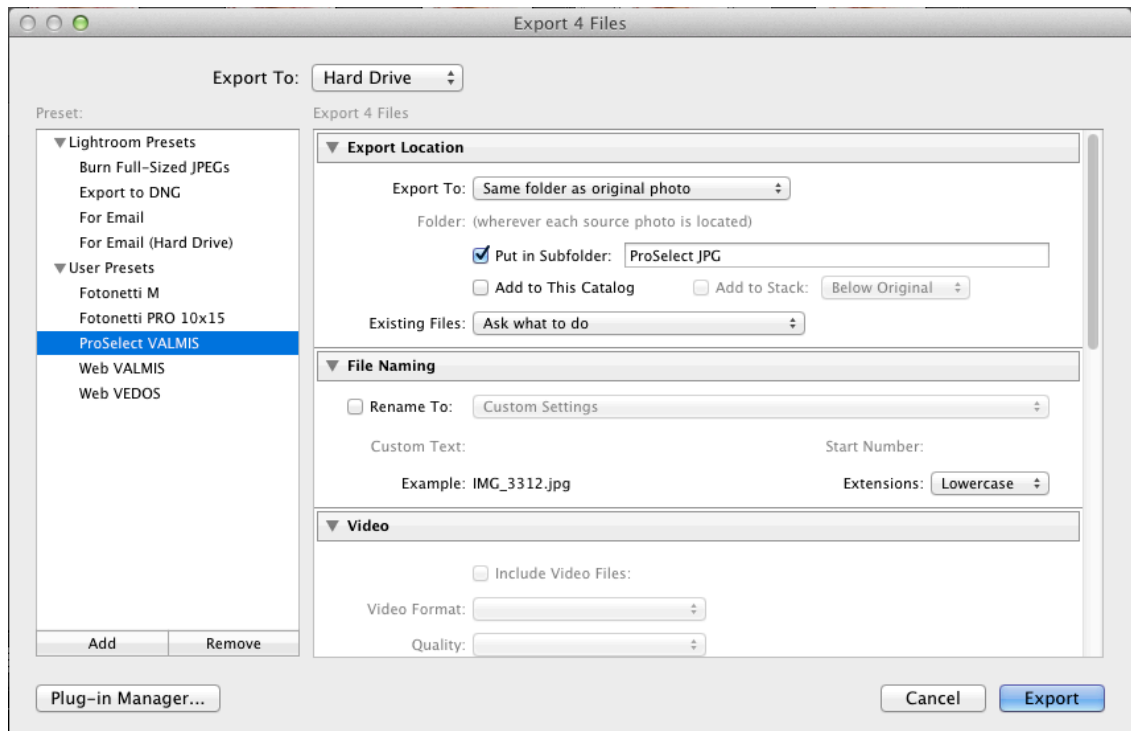 Export 4 Files
Export To: Hard Drive
Preset:
Lightroom Presets
Burn Full-Sized JPEGs
Export to DNG
For Email
For Email (Hard Drive)
User Presets
Fotonetti M
Fotonetti PRO 10x15
ProSelect VALMIS
Web VALMIS
Web VEDOS
Add Remove
Export 4 Files
Export Location
Export To: Same folder as original photo
Folder: (wherever each source photo is located)
Put in Subfolder: ProSelect JPG
Add to This Catalog Add to Stack: Below Original
Existing Files: Ask what to do
File Naming
Rename To: Custom Settings
Custom Text: Start Number:
Example: IMG_3312.jpg Extensions: Lowercase
Video
Include Video Files:
Video Format:
Quality:
Plug-in Manager... Cancel Export